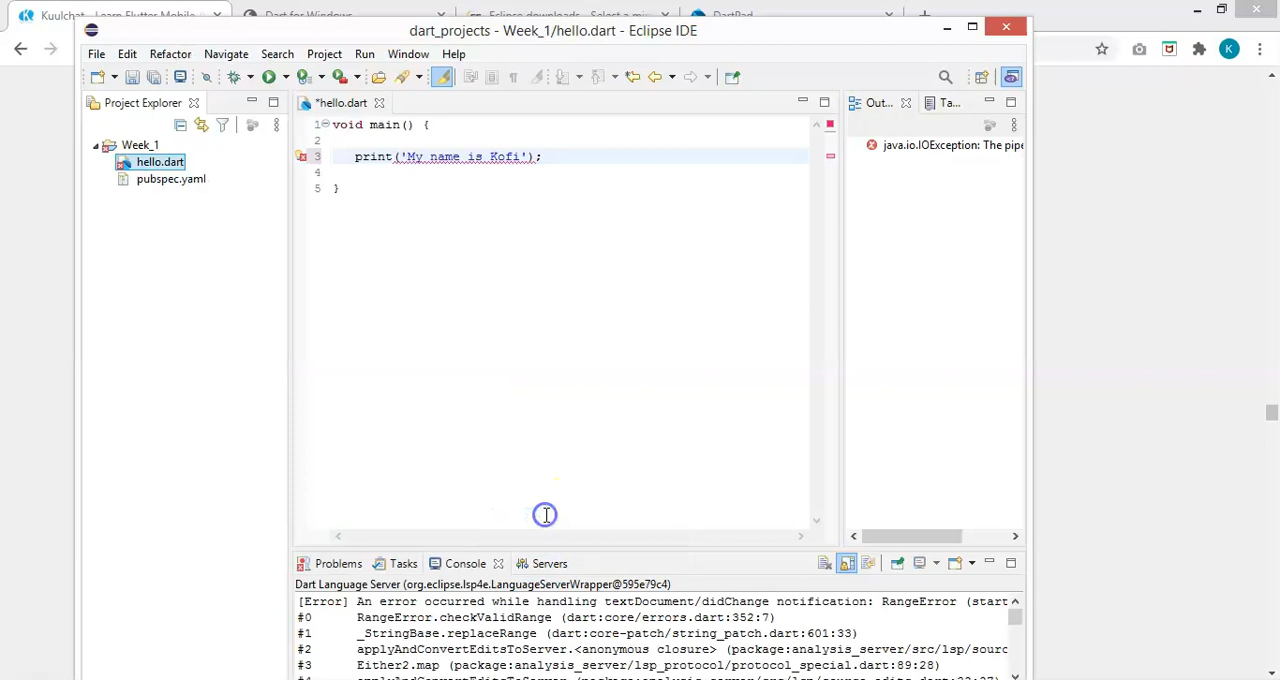 Kuulchat - Learn Flutter Mobile
Dart for Windows
Eclipse downloads - Select a mi
DartPad
dart_projects - Week_1/hello.dart - Eclipse IDE
K
File Edit Refactor Navigate Search Project Run Window Help
Project Explorer
*hello.dart
Out...
Ta...
Week_1
hello.dart
pubspec.yaml
1 void main() {
2
3 print('My name is Kofi');
4
5 }
java.io.IOException: The pipe
Problems Tasks Console Servers
Dart Language Server (org.eclipse.lsp4e.LanguageServerWrapper@595e79c4)
[Error] An error occurred while handling textDocument/didChange notification: RangeError (start
#0 RangeError.checkValidRange (dart:core/errors.dart:352:7)
#1 _StringBase.replaceRange (dart:core-patch/string_patch.dart:601:33)
#2 applyAndConvertEditsToServer.<anonymous closure> (package:analysis_server/src/lsp/sourc
#3 Either2.map (package:analysis_server/lsp_protocol/protocol_special.dart:89:28)